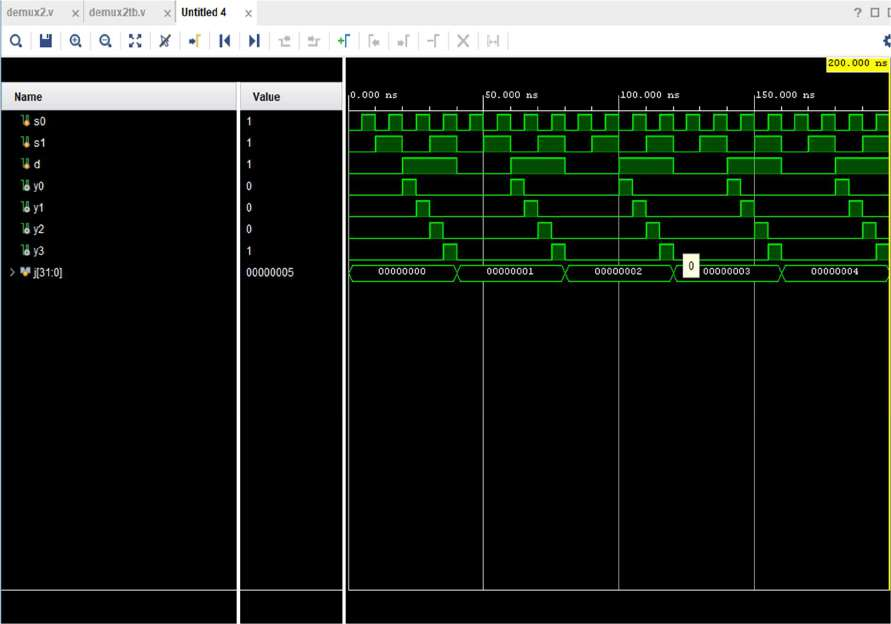 demux2.v × demux2tb.v × Untitled 4 ×
? □
200.000 ns
Name Value
0.000 ns 50.000 ns 100.000 ns 150.000 ns
s0 1
s1 1
d 1
y0 0
y1 0
y2 0
y3 1
j[31:0] 00000005 00000000 00000001 00000002 00000003 00000004
0